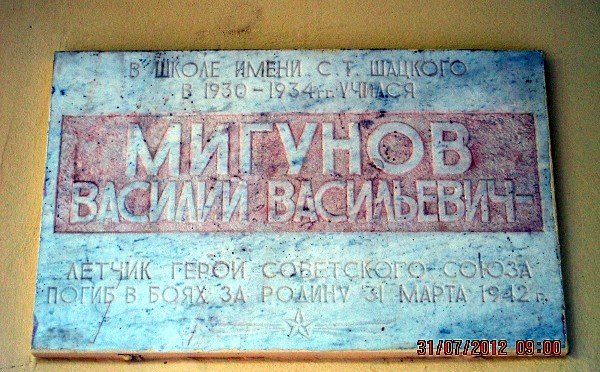 В ШКОЛЕ ИМЕНИ С.Т. ШАЦКОГО
В 1930-1934 г.г. УЧИЛСЯ
МИГУНОВ
ВАСИЛИЙ ВАСИЛЬЕВИЧ-
ЛЕТЧИК ГЕРОЙ СОВЕТСКОГО СОЮЗА
ПОГИБ В БОЯХ ЗА РОДИНУ 31 МАРТА 1942 г.
31/07/2012 09:00